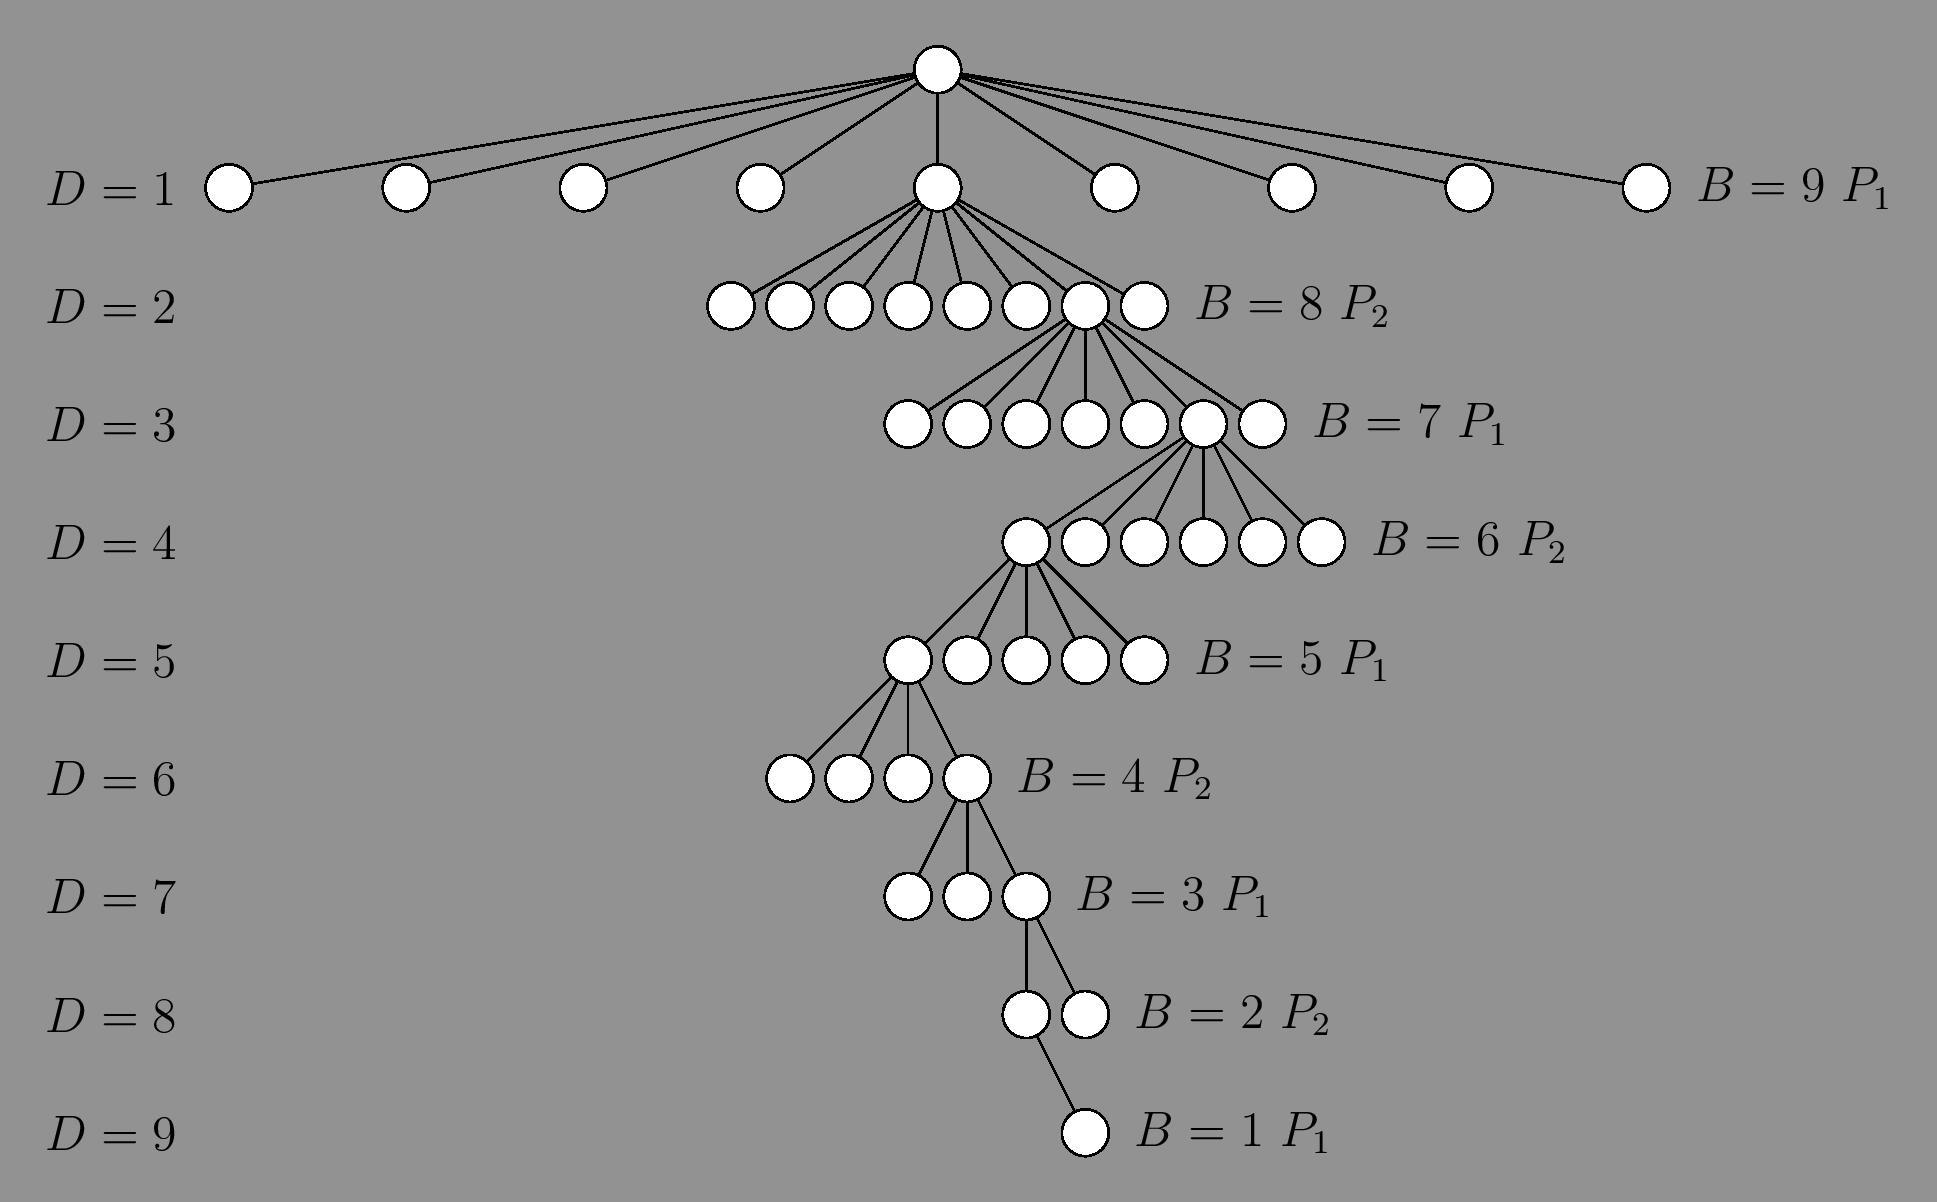 D = 1 B = 9 P₁
D = 2 B = 8 P₂
D = 3 B = 7 P₁
D = 4 B = 6 P₂
D = 5 B = 5 P₁
D = 6 B = 4 P₂
D = 7 B = 3 P₁
D = 8 B = 2 P₂
D = 9 B = 1 P₁